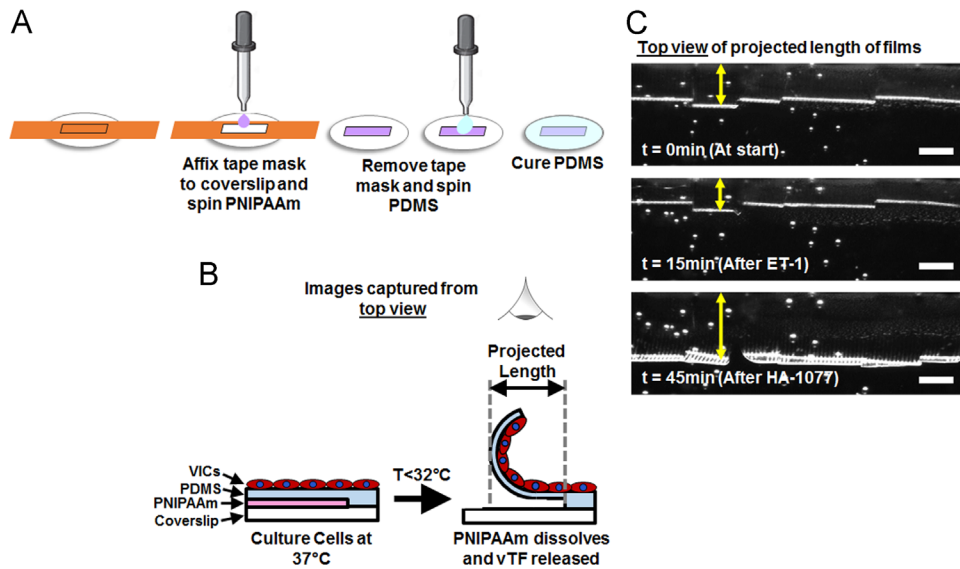 A
Affix tape mask
to coverslip and
spin PNIPAAm
Remove tape
mask and spin
PDMS
Cure PDMS
B
Images captured from
top view
Projected
Length
VICs
PDMS
PNIPAAm
Coverslip
T<32°C
Culture Cells at
37°C
PNIPAAm dissolves
and vTF released
C
Top view of projected length of films
t = 0min (At start)
t = 15min (After ET-1)
t = 45min (After HA-1077)